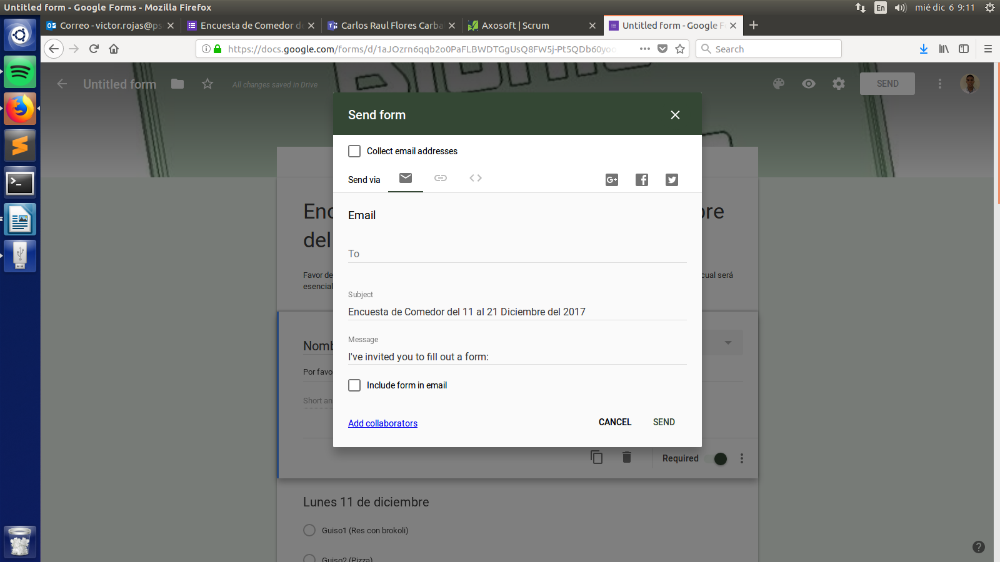 Untitled form - Google Forms - Mozilla Firefox
En
mié dic 6 9:11
Correo - victor.rojas@ps
Encuesta de Comedor de
Carlos Raul Flores Carba
Axosoft | Scrum
Untitled form - Google F
https://docs.google.com/forms/d/1aJOzrn6qqb2o0PaFLBWDTGgUsQ8FW5j-Pt5QDb60yoo
Search
Untitled form
All changes saved in Drive
SEND
Send form
Collect email addresses
Send via
G+
Email
To
Subject
Encuesta de Comedor del 11 al 21 Diciembre del 2017
Message
I've invited you to fill out a form:
Include form in email
Add collaborators
CANCEL
SEND
Enc
bre
del
Favor de
cual será
esencial
Nomb
Por favo
Short an
Required
Lunes 11 de diciembre
Guiso1 (Res con brokoli)
Guiso2 (Pizza)